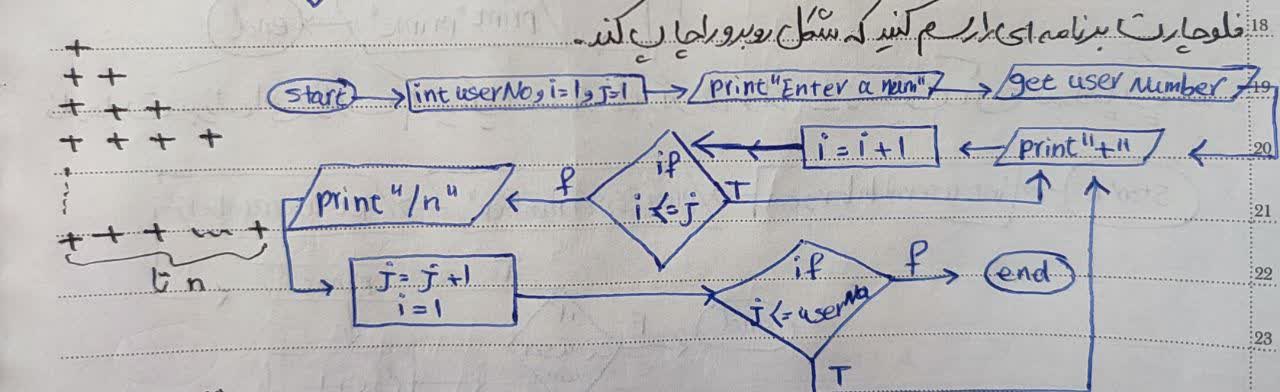 فلوچارت برنامه ای را رسم کنید که شکل روبرو را چاپ کند.
18
+
+ +
+ + +
+ + + +
+ + + ... +
n تا
start
int userNo, i=1, j=1
print "Enter a num"
get user Number
19
print "+"
20
i = i + 1
if
i <= j
T
f
print "/n"
21
j = j + 1
i = 1
if
j <= userNo
f
end
22
T
23